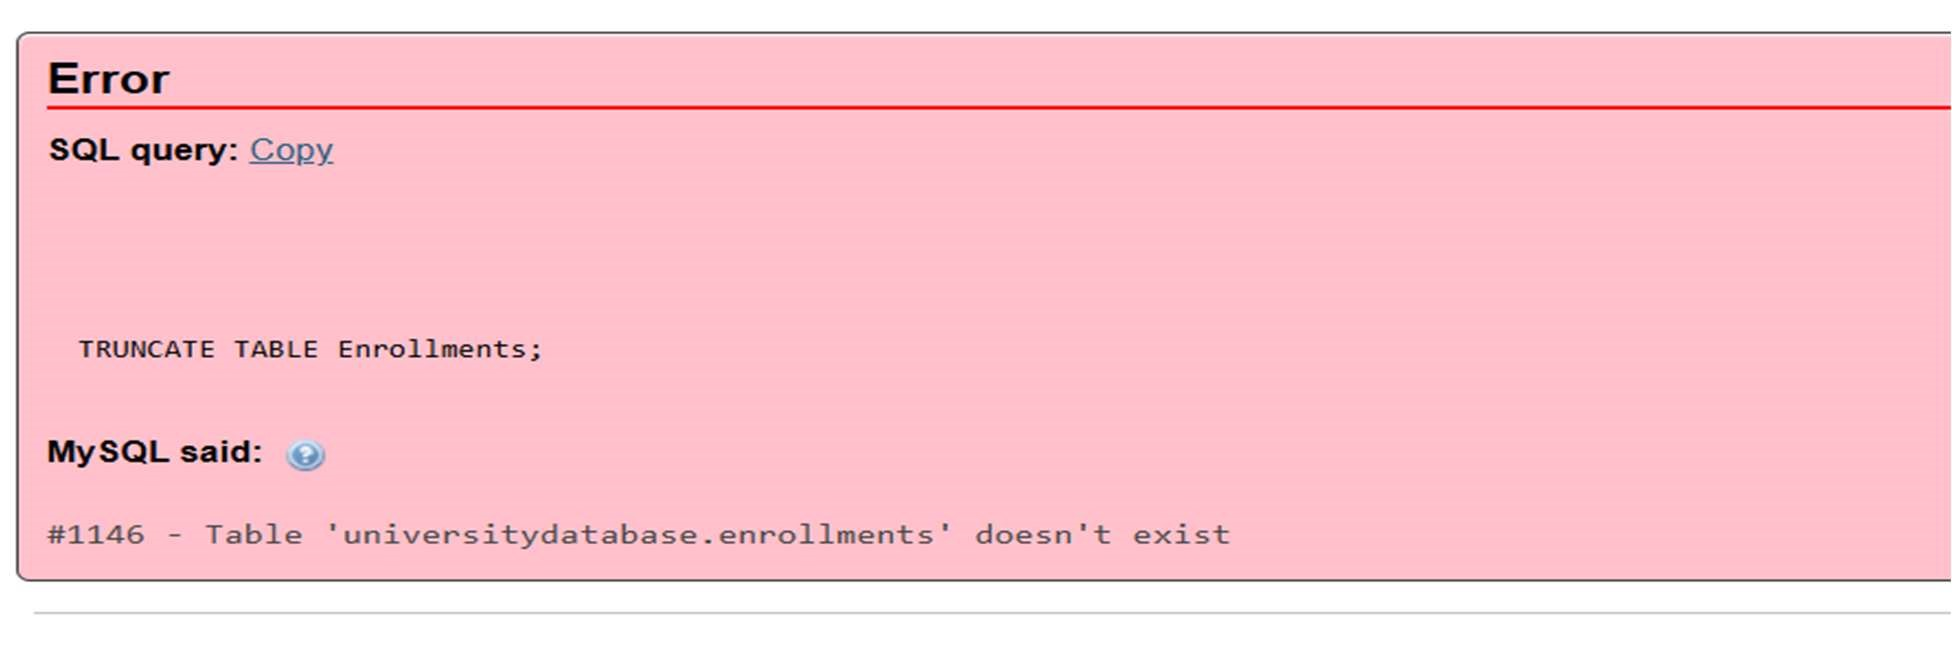 Error
SQL query: Copy
TRUNCATE TABLE Enrollments;
MySQL said:
#1146 - Table 'universitydatabase.enrollments' doesn't exist